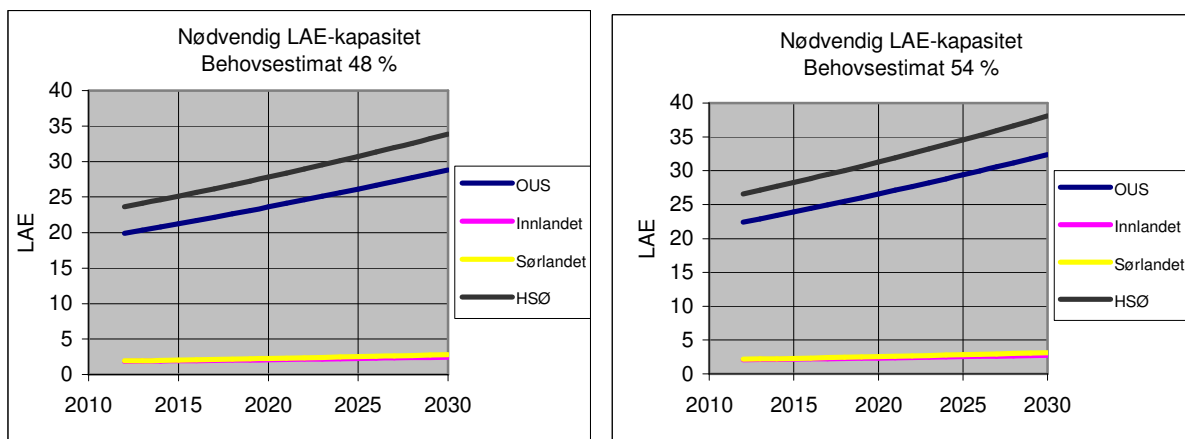 Nødvendig LAE-kapasitet
Behovsestimat 48 %
LAE
40
35
30
25
20
15
10
5
0
2010
2015
2020
2025
2030
OUS
Innlandet
Sørlandet
HSØ
Nødvendig LAE-kapasitet
Behovsestimat 54 %
LAE
40
35
30
25
20
15
10
5
0
2010
2015
2020
2025
2030
OUS
Innlandet
Sørlandet
HSØ